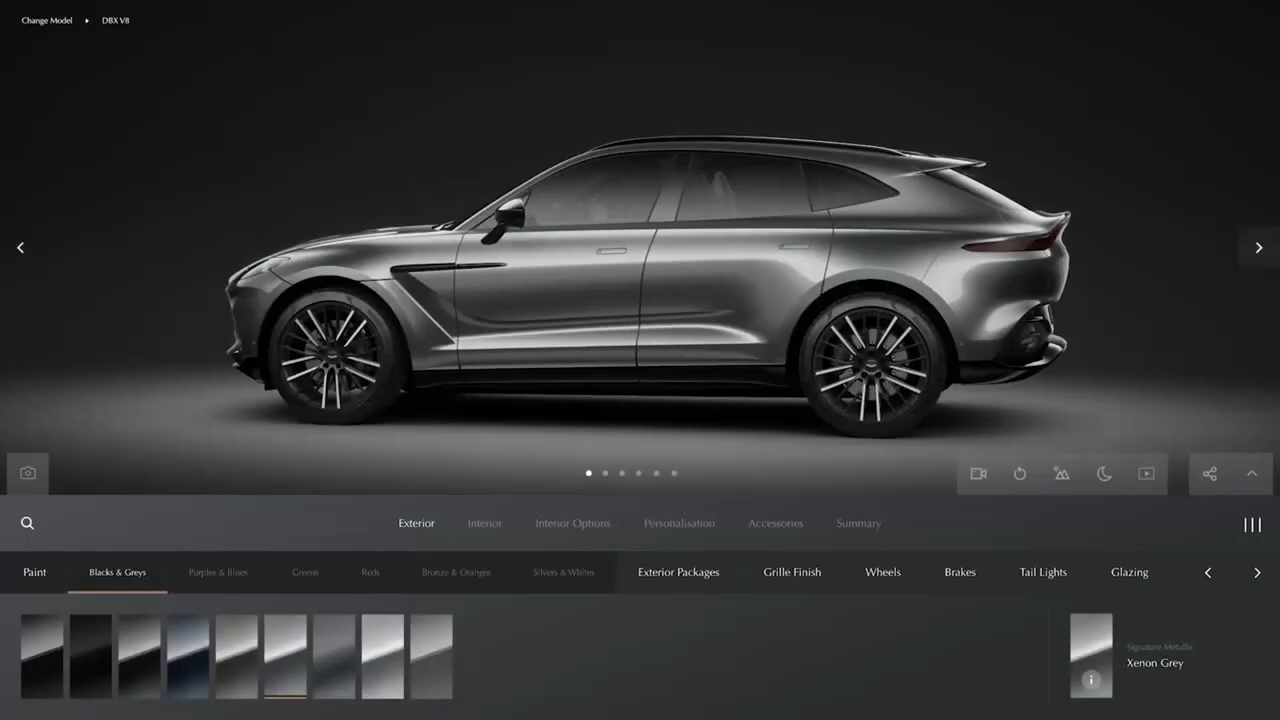 Change Model ▸ DBX V8
Exterior Interior Interior Options Personalisation Accessories Summary
Paint Blacks & Greys Purples & Blues Greens Reds Bronze & Oranges Silvers & Whites Exterior Packages Grille Finish Wheels Brakes Tail Lights Glazing
Signature Metallic
Xenon Grey